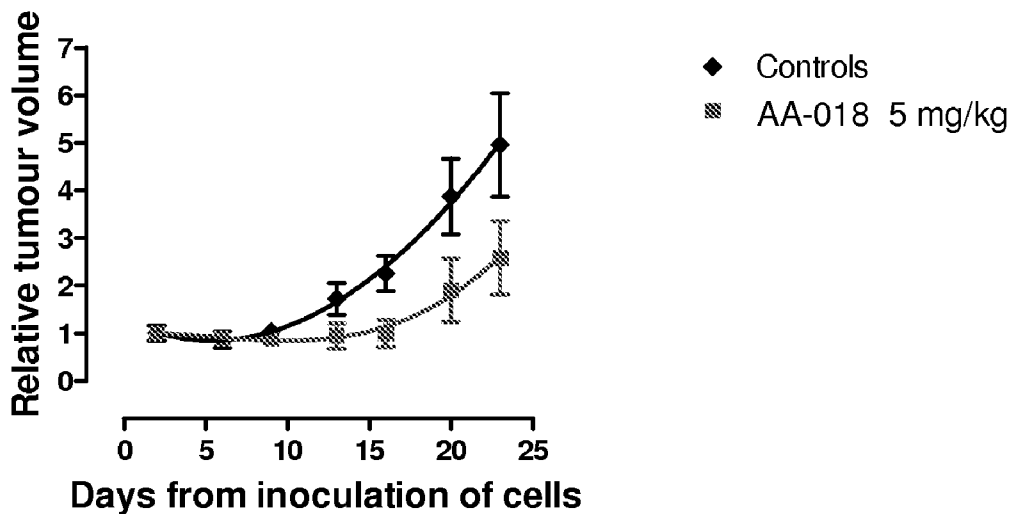 Relative tumour volume
7
6
5
4
3
2
1
0
0 5 10 15 20 25
Days from inoculation of cells
Controls
AA-018 5 mg/kg